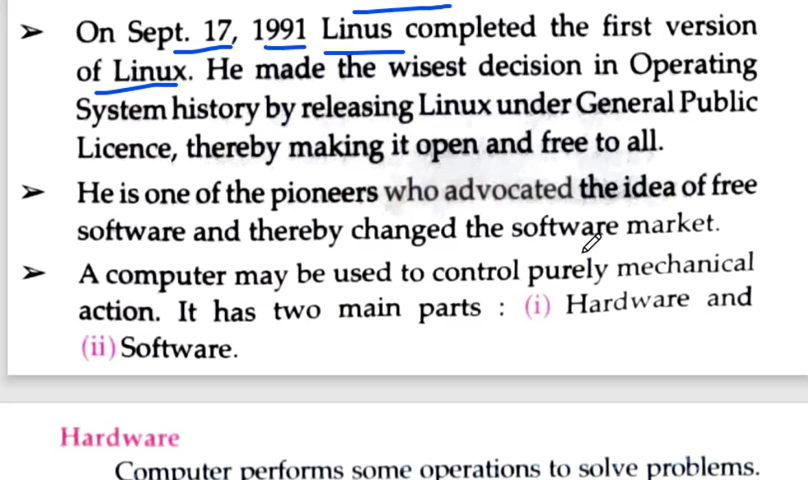 ➢ On Sept. 17, 1991 Linus completed the first version
of Linux. He made the wisest decision in Operating
System history by releasing Linux under General Public
Licence, thereby making it open and free to all.
➢ He is one of the pioneers who advocated the idea of free
software and thereby changed the software market.
➢ A computer may be used to control purely mechanical
action. It has two main parts : (i) Hardware and
(ii) Software.
Hardware
Computer performs some operations to solve problems.